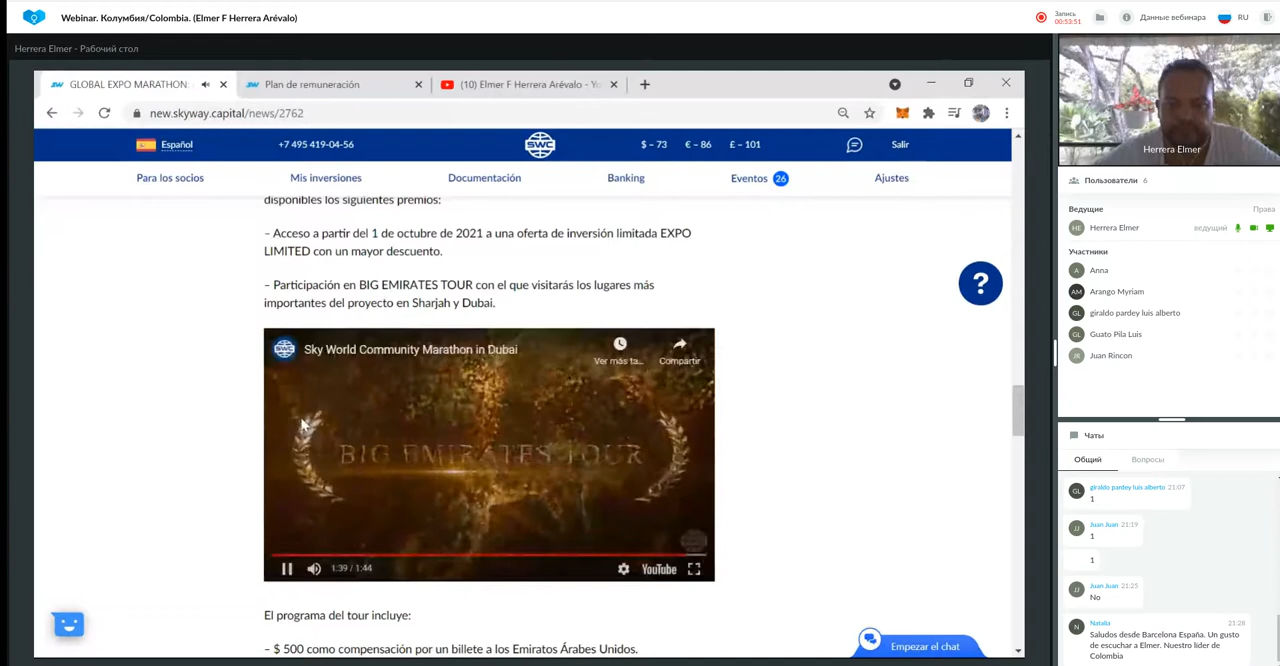 Webinar. Колумбия/Colombia. (Elmer F Herrera Arévalo)
Запись
00:53:51
Данные вебинара
RU
Herrera Elmer - Рабочий стол
GLOBAL EXPO MARATHON:
Plan de remuneración
(10) Elmer F Herrera Arévalo - Yo
new.skyway.capital/news/2762
Español
+7 495 419-04-56
SWC
$ – 73
€ – 86
£ – 101
Salir
Para los socios
Mis inversiones
Documentación
Banking
Eventos 26
Ajustes
disponibles los siguientes premios:
– Acceso a partir del 1 de octubre de 2021 a una oferta de inversión limitada EXPO
LIMITED con un mayor descuento.
– Participación en BIG EMIRATES TOUR con el que visitarás los lugares más
importantes del proyecto en Sharjah y Dubai.
?
Sky World Community Marathon in Dubai
Ver más ta...
Compartir
BIG EMIRATES TOUR
1:39 / 1:44
YouTube
El programa del tour incluye:
– $ 500 como compensación por un billete a los Emiratos Árabes Unidos.
Empezar el chat
Herrera Elmer
Пользователи 6
Ведущие
Права
HE
Herrera Elmer
ведущий
Участники
A
Anna
AM
Arango Myriam
GL
giraldo pardey luis alberto
GL
Guato Pila Luis
JR
Juan Rincon
Чаты
Общий
Вопросы
GL
giraldo pardey luis alberto 21:07
1
JJ
Juan Juan 21:19
1
1
JJ
Juan Juan 21:25
No
N
Natalia 21:28
Saludos desde Barcelona España. Un gusto
de escuchar a Elmer. Nuestro líder de
Colombia